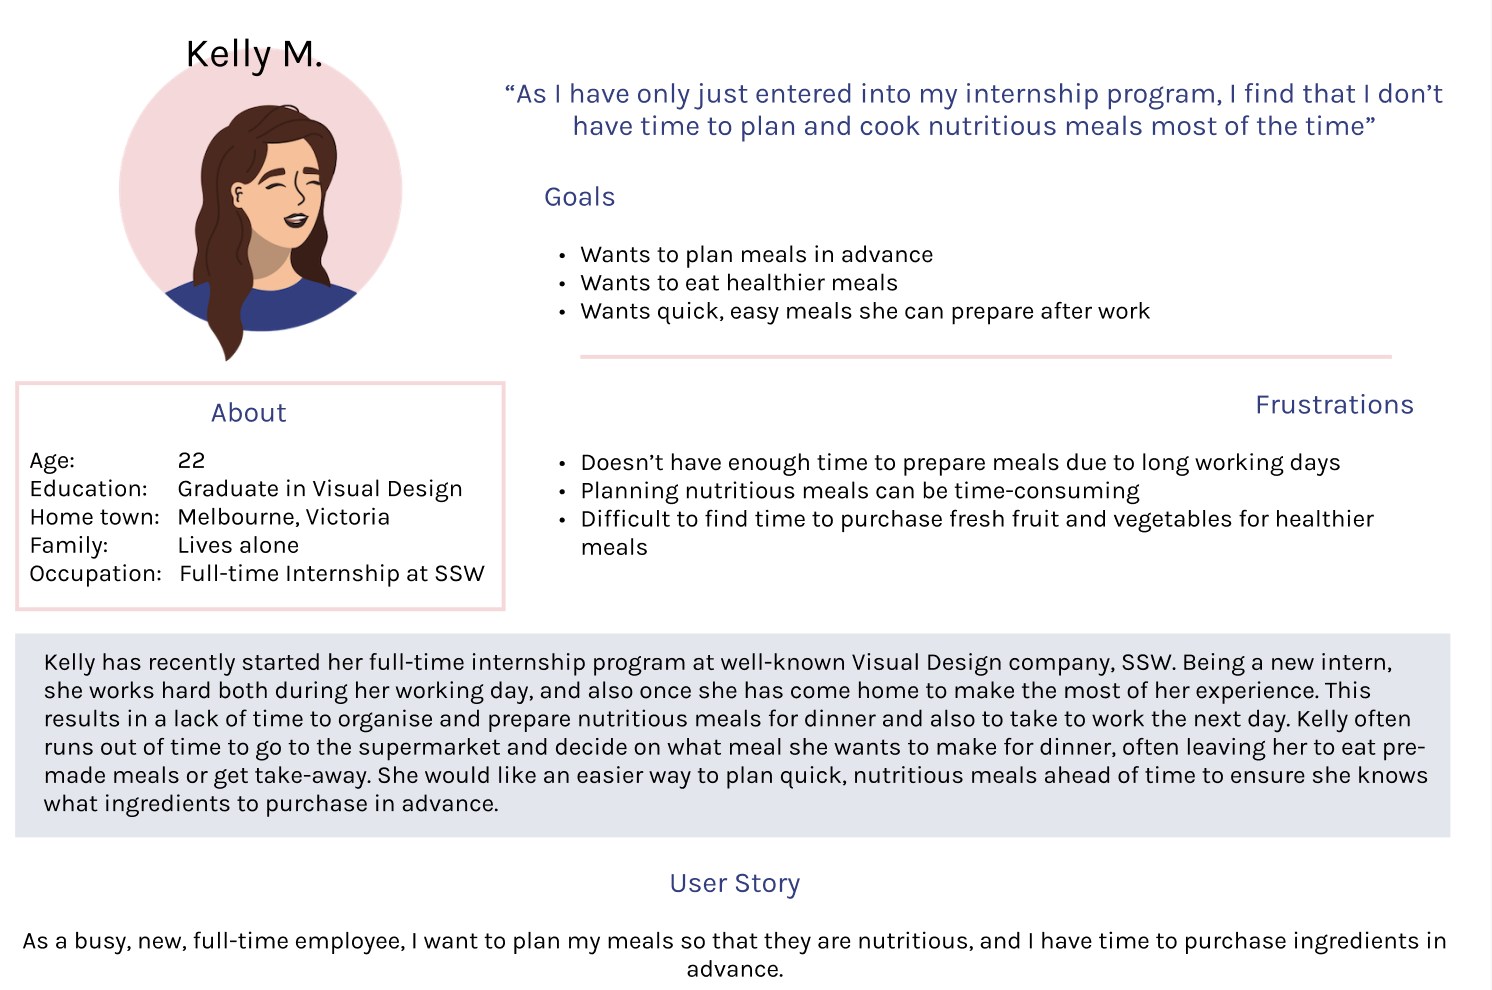 Kelly M.
“As I have only just entered into my internship program, I find that I don’t
have time to plan and cook nutritious meals most of the time”
Goals
• Wants to plan meals in advance
• Wants to eat healthier meals
• Wants quick, easy meals she can prepare after work
About
Age: 22
Education: Graduate in Visual Design
Home town: Melbourne, Victoria
Family: Lives alone
Occupation: Full-time Internship at SSW
Frustrations
• Doesn’t have enough time to prepare meals due to long working days
• Planning nutritious meals can be time-consuming
• Difficult to find time to purchase fresh fruit and vegetables for healthier
meals
Kelly has recently started her full-time internship program at well-known Visual Design company, SSW. Being a new intern,
she works hard both during her working day, and also once she has come home to make the most of her experience. This
results in a lack of time to organise and prepare nutritious meals for dinner and also to take to work the next day. Kelly often
runs out of time to go to the supermarket and decide on what meal she wants to make for dinner, often leaving her to eat pre-
made meals or get take-away. She would like an easier way to plan quick, nutritious meals ahead of time to ensure she knows
what ingredients to purchase in advance.
User Story
As a busy, new, full-time employee, I want to plan my meals so that they are nutritious, and I have time to purchase ingredients in
advance.